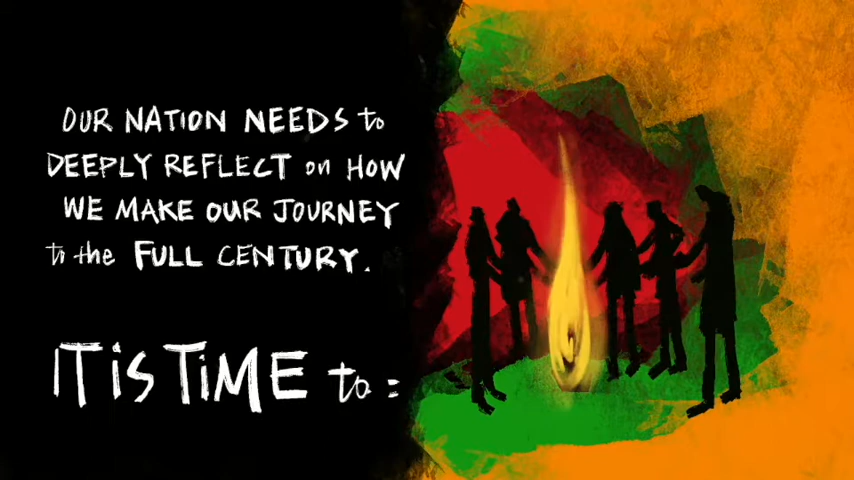 OUR NATION NEEDS to
DEEPLY REFLECT on HOW
WE MAKE OUR JOURNEY
to the FULL CENTURY.
IT iS TiME to :